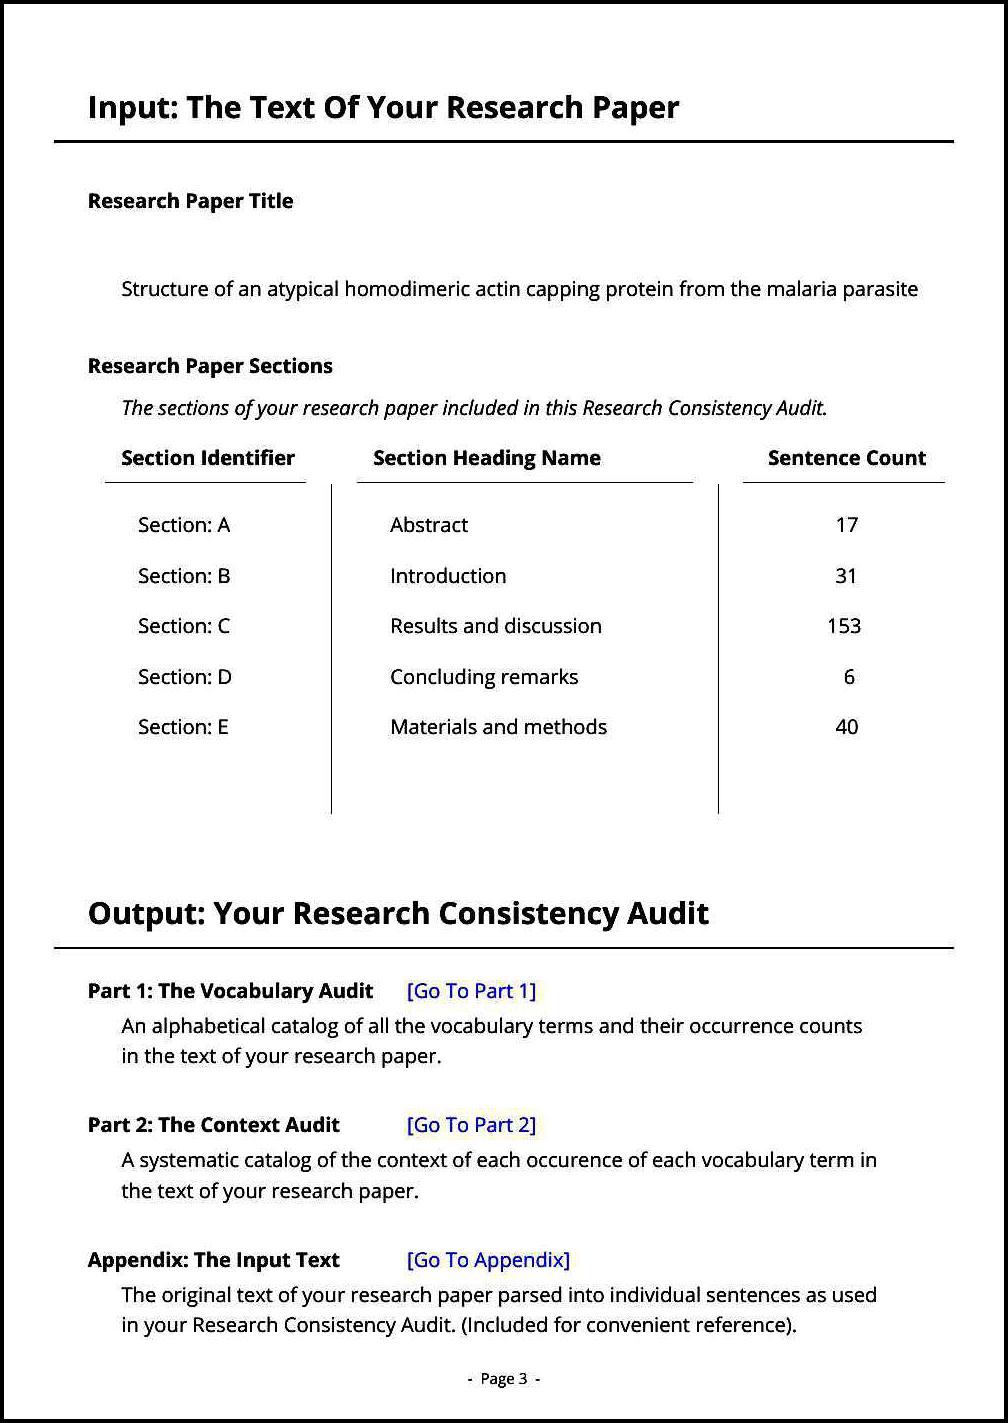 Input: The Text Of Your Research Paper
Research Paper Title
Structure of an atypical homodimeric actin capping protein from the malaria parasite
Research Paper Sections
The sections of your research paper included in this Research Consistency Audit.
Section Identifier Section Heading Name Sentence Count
Section: A Abstract 17
Section: B Introduction 31
Section: C Results and discussion 153
Section: D Concluding remarks 6
Section: E Materials and methods 40
Output: Your Research Consistency Audit
Part 1: The Vocabulary Audit [Go To Part 1]
An alphabetical catalog of all the vocabulary terms and their occurrence counts
in the text of your research paper.
Part 2: The Context Audit [Go To Part 2]
A systematic catalog of the context of each occurence of each vocabulary term in
the text of your research paper.
Appendix: The Input Text [Go To Appendix]
The original text of your research paper parsed into individual sentences as used
in your Research Consistency Audit. (Included for convenient reference).
- Page 3 -